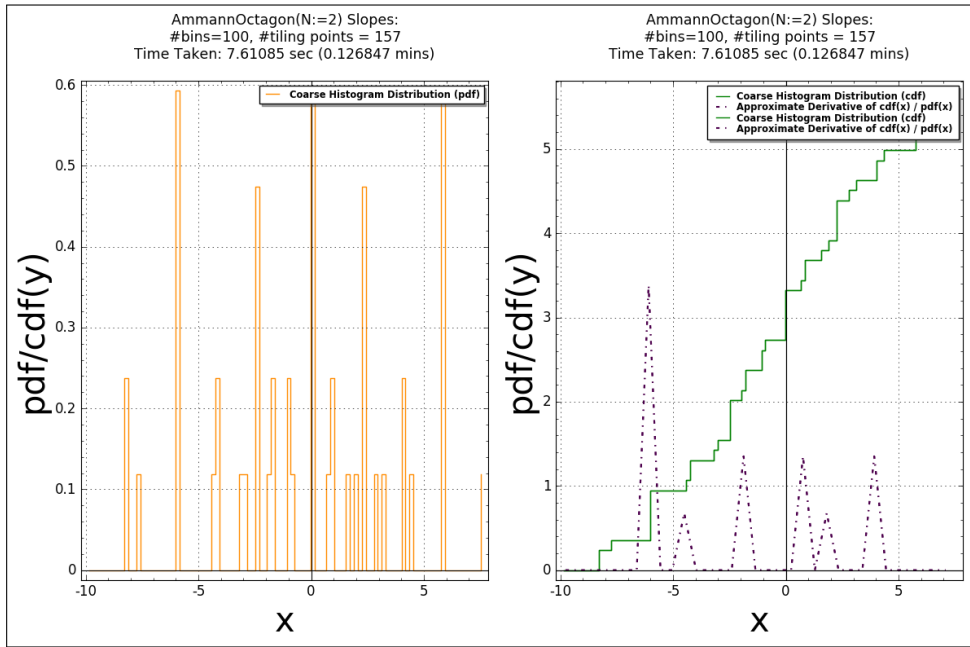 AmmannOctagon(N:=2) Slopes:
#bins=100, #tiling points = 157
Time Taken: 7.61085 sec (0.126847 mins)
0.6
0.5
0.4
0.3
0.2
0.1
0
-10
-5
0
5
pdf/cdf(y)
x
Coarse Histogram Distribution (pdf)
AmmannOctagon(N:=2) Slopes:
#bins=100, #tiling points = 157
Time Taken: 7.61085 sec (0.126847 mins)
Coarse Histogram Distribution (cdf)
Approximate Derivative of cdf(x) / pdf(x)
Coarse Histogram Distribution (cdf)
Approximate Derivative of cdf(x) / pdf(x)
5
4
3
2
1
0
-10
-5
0
5
pdf/cdf(y)
x